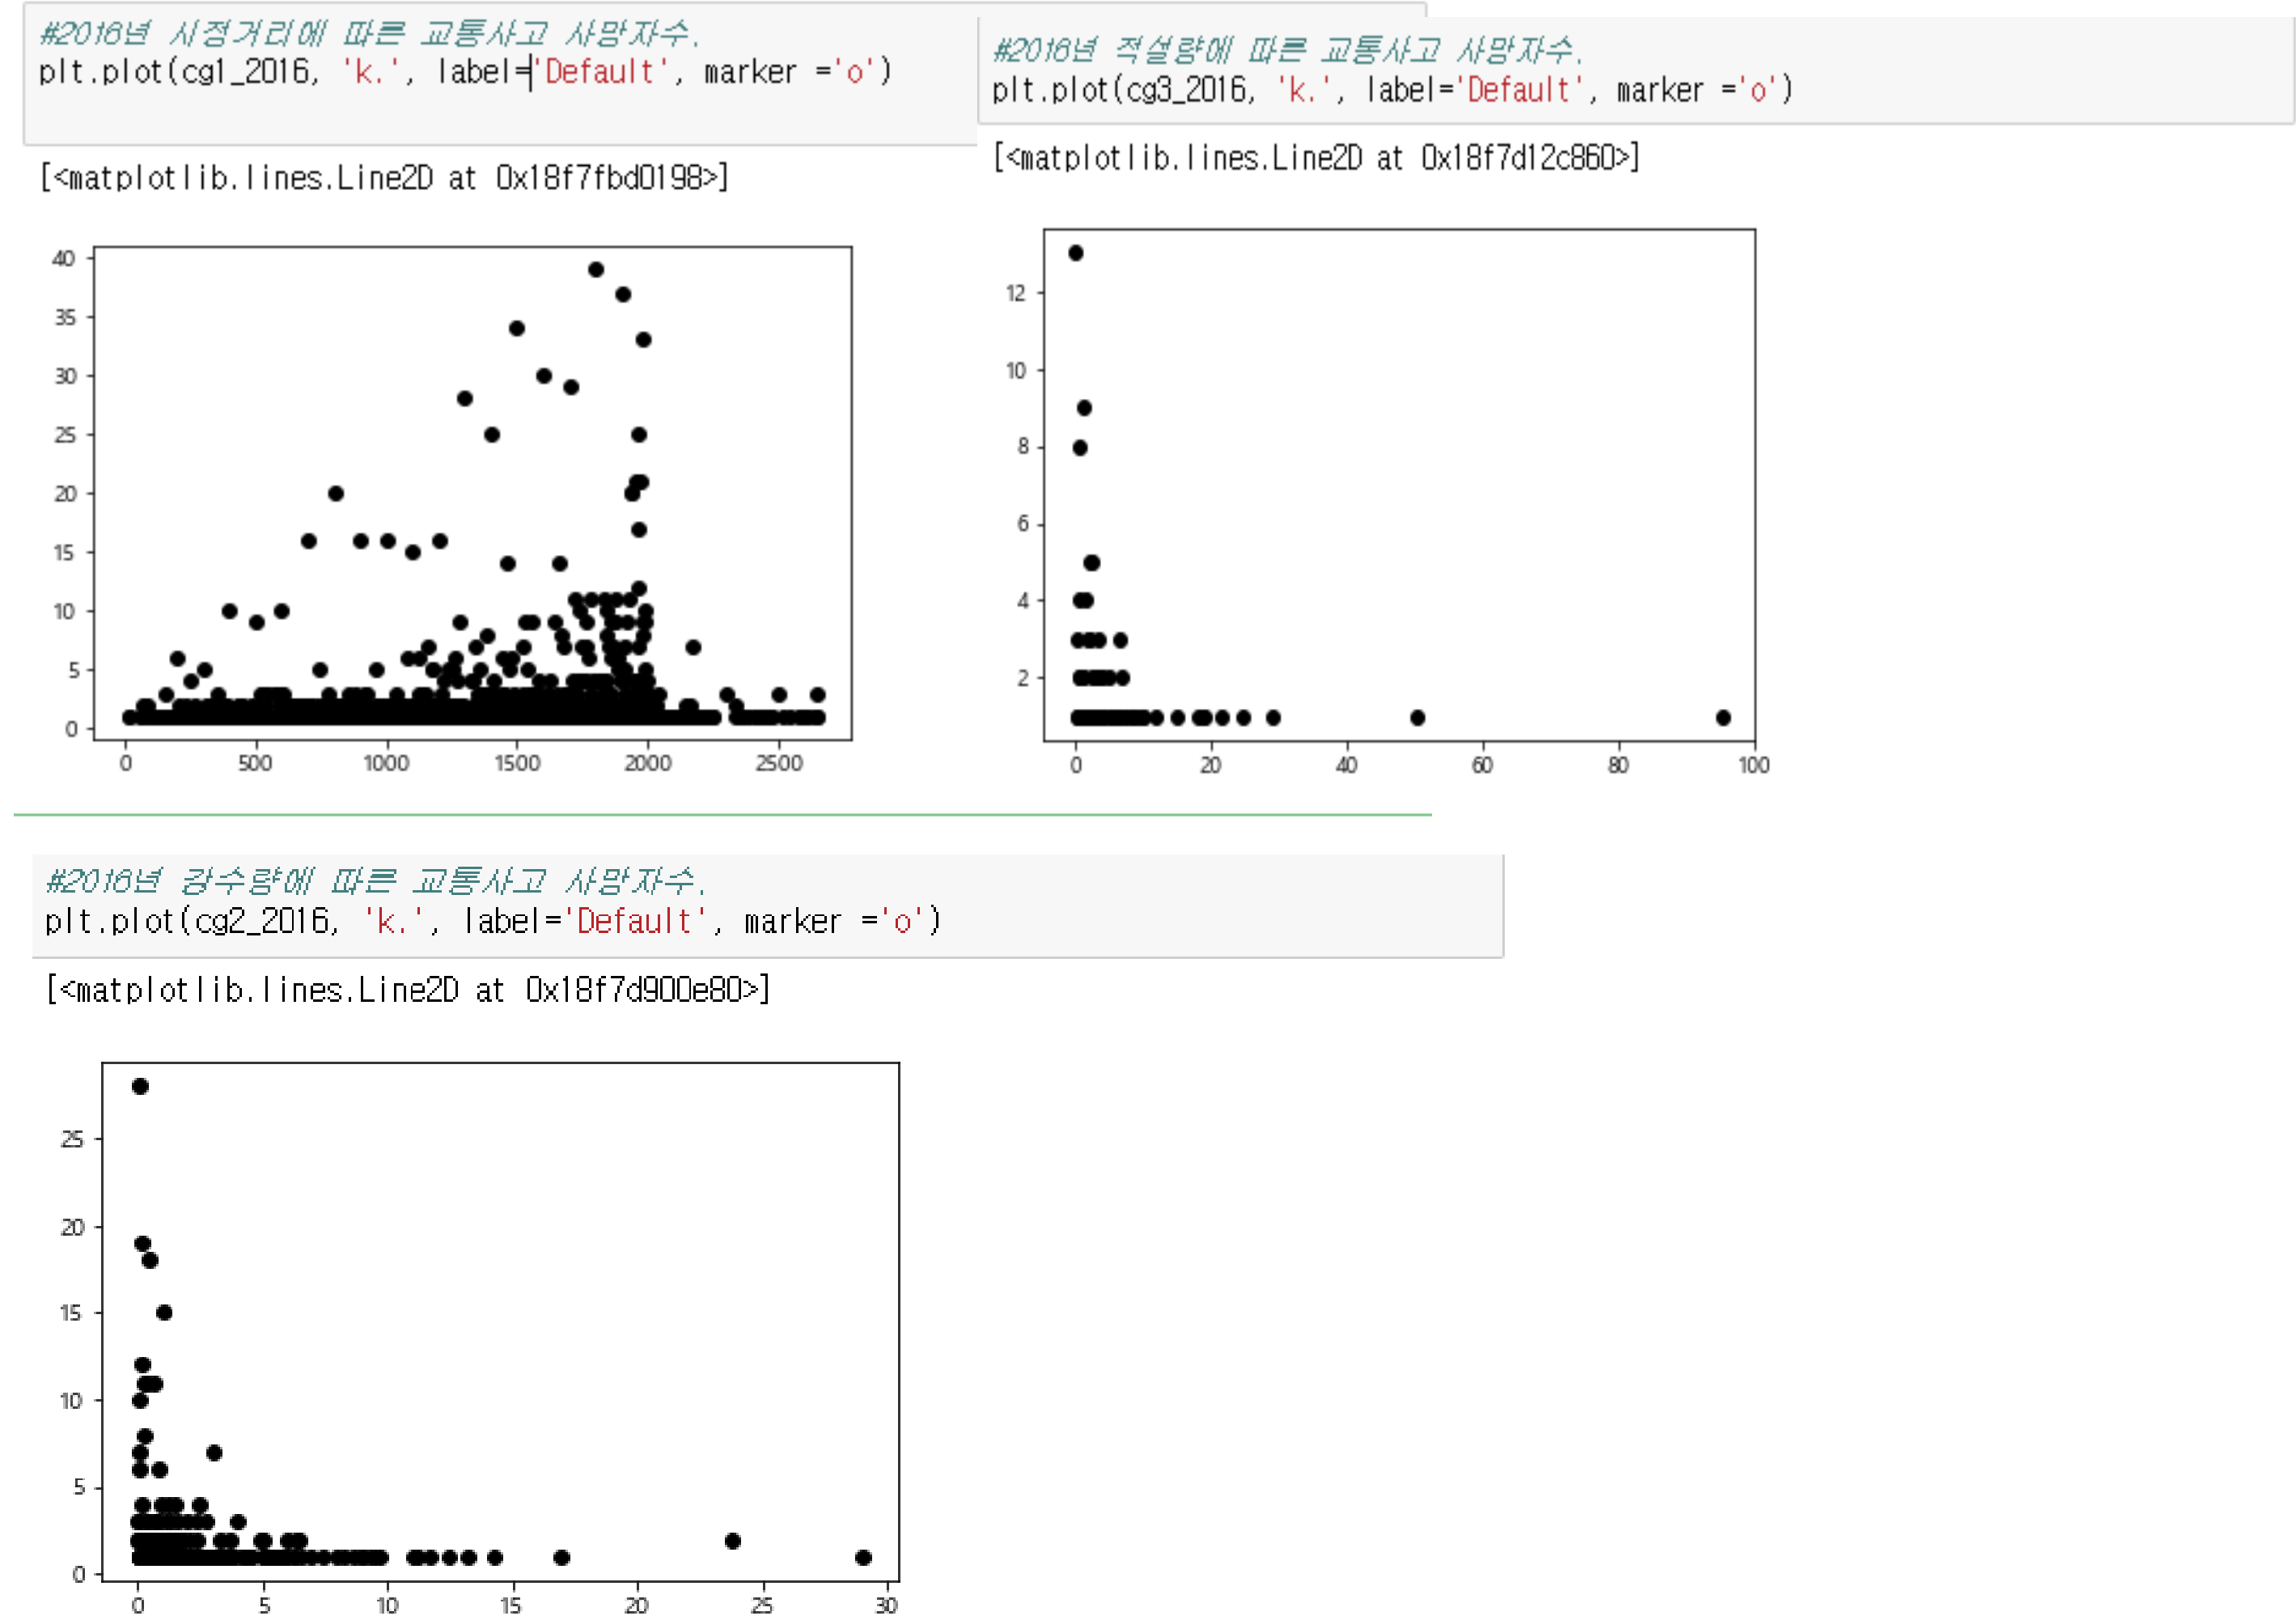 #2016년 시정거리에 따른 교통사고 사망자수.
plt.plot(cg1_2016, 'k.', label='Default', marker ='o')
[<matplotlib.lines.Line2D at 0x18f7fbd0198>]
40
35
30
25
20
15
10
5
0
0 500 1000 1500 2000 2500
#2016년 적설량에 따른 교통사고 사망자수.
plt.plot(cg3_2016, 'k.', label='Default', marker ='o')
[<matplotlib.lines.Line2D at 0x18f7d12c860>]
12
10
8
6
4
2
0 20 40 60 80 100
#2016년 강수량에 따른 교통사고 사망자수.
plt.plot(cg2_2016, 'k.', label='Default', marker ='o')
[<matplotlib.lines.Line2D at 0x18f7d900e80>]
25
20
15
10
5
0
0 5 10 15 20 25 30